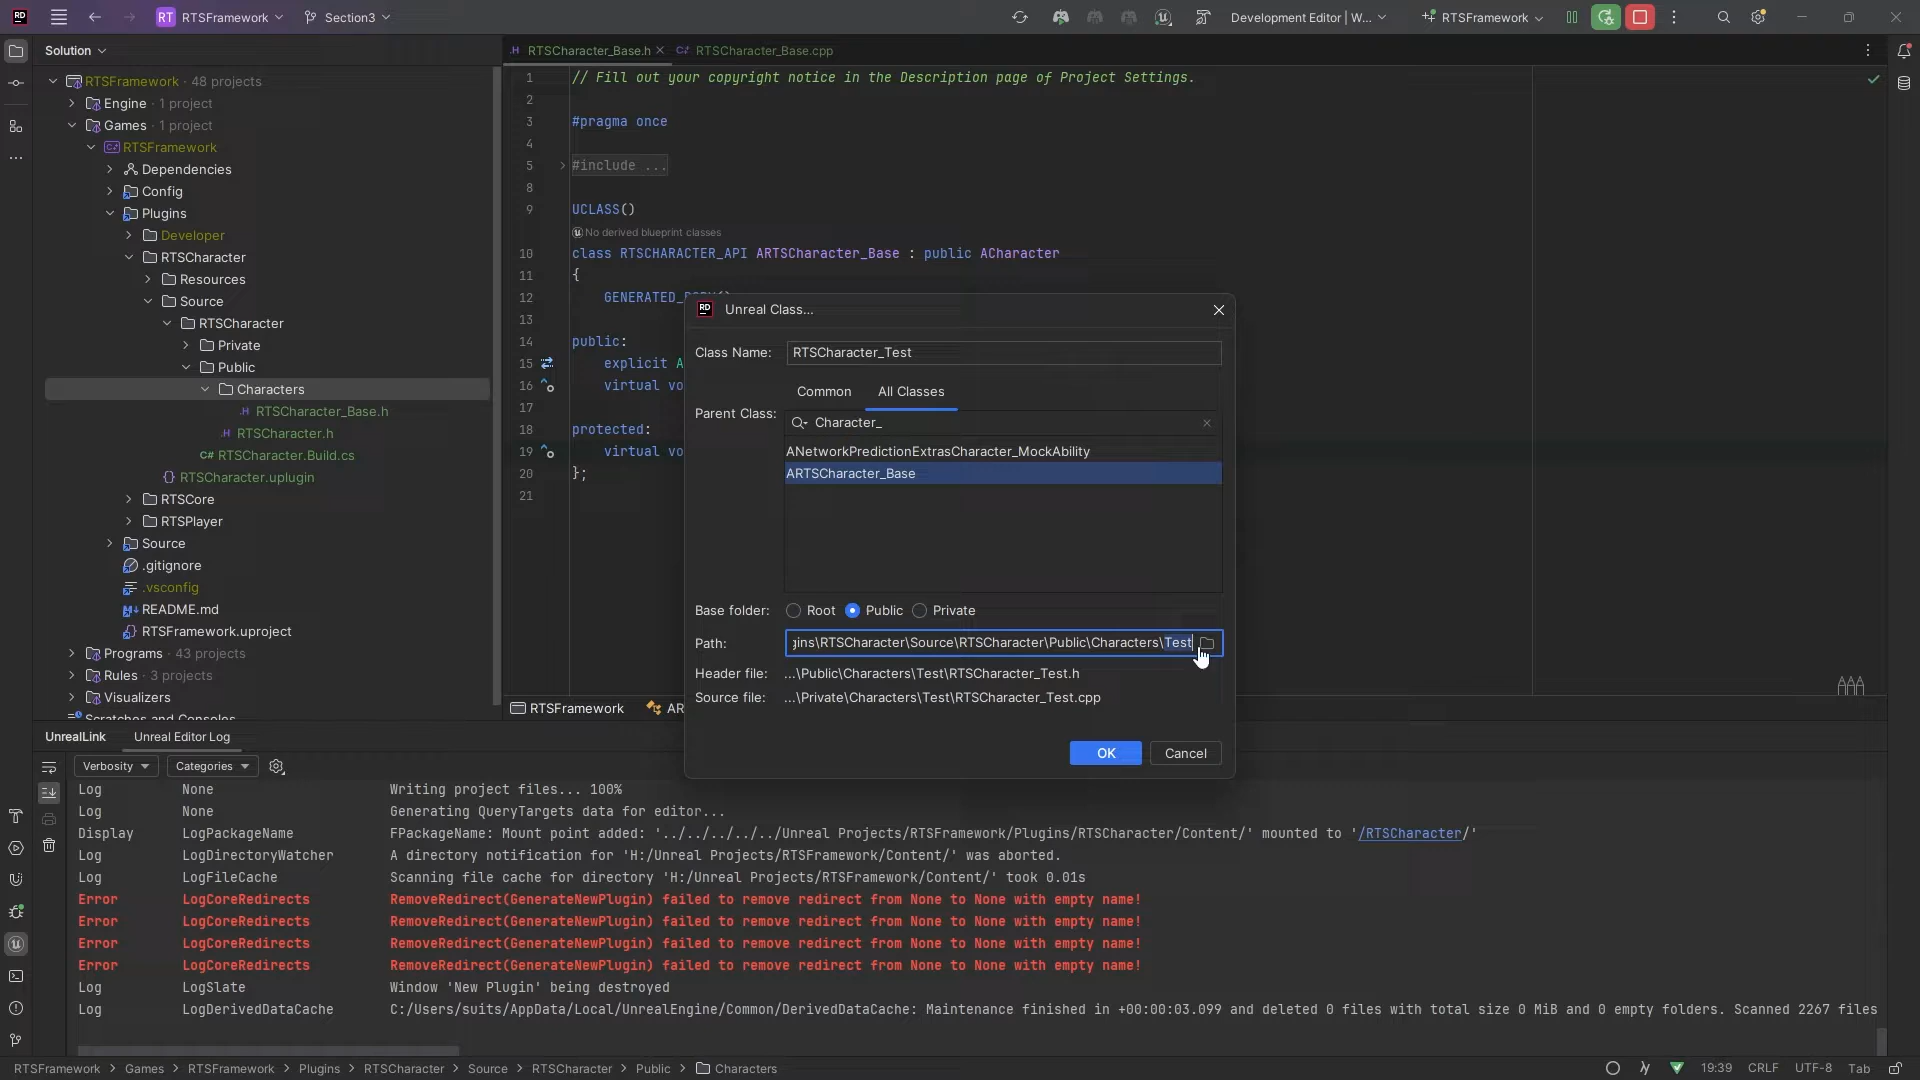 RD
RT RTSFramework
Section3
Development Editor | W...
RTSFramework
Solution
RTSCharacter_Base.h
RTSCharacter_Base.cpp
RTSFramework · 48 projects
Engine · 1 project
Games · 1 project
RTSFramework
Dependencies
Config
Plugins
Developer
RTSCharacter
Resources
Source
RTSCharacter
Private
Public
Characters
.H RTSCharacter_Base.h
.H RTSCharacter.h
C# RTSCharacter.Build.cs
{} RTSCharacter.uplugin
RTSCore
RTSPlayer
Source
.gitignore
.vsconfig
README.md
RTSFramework.uproject
Programs · 43 projects
Rules · 3 projects
Visualizers
Scratches and Consoles
1 // Fill out your copyright notice in the Description page of Project Settings.
2
3 #pragma once
4
5 #include ...
8
9 UCLASS()
No derived blueprint classes
10 class RTSCHARACTER_API ARTSCharacter_Base : public ACharacter
11 {
12 GENERATED_BODY()
13
14 public:
15 explicit A
16 virtual vo
17
18 protected:
19 virtual vo
20 };
21
RTSFramework
AR
RD Unreal Class...
Class Name: RTSCharacter_Test
Common All Classes
Parent Class:
Character_
ANetworkPredictionExtrasCharacter_MockAbility
ARTSCharacter_Base
Base folder: Root Public Private
Path: gins\RTSCharacter\Source\RTSCharacter\Public\Characters\Test
Header file: ...\Public\Characters\Test\RTSCharacter_Test.h
Source file: ...\Private\Characters\Test\RTSCharacter_Test.cpp
OK Cancel
UnrealLink Unreal Editor Log
Verbosity Categories
Log None Writing project files... 100%
Log None Generating QueryTargets data for editor...
Display LogPackageName FPackageName: Mount point added: '../../../../../Unreal Projects/RTSFramework/Plugins/RTSCharacter/Content/' mounted to '/RTSCharacter/'
Log LogDirectoryWatcher A directory notification for 'H:/Unreal Projects/RTSFramework/Content/' was aborted.
Log LogFileCache Scanning file cache for directory 'H:/Unreal Projects/RTSFramework/Content/' took 0.01s
Error LogCoreRedirects RemoveRedirect(GenerateNewPlugin) failed to remove redirect from None to None with empty name!
Error LogCoreRedirects RemoveRedirect(GenerateNewPlugin) failed to remove redirect from None to None with empty name!
Error LogCoreRedirects RemoveRedirect(GenerateNewPlugin) failed to remove redirect from None to None with empty name!
Error LogCoreRedirects RemoveRedirect(GenerateNewPlugin) failed to remove redirect from None to None with empty name!
Log LogSlate Window 'New Plugin' being destroyed
Log LogDerivedDataCache C:/Users/suits/AppData/Local/UnrealEngine/Common/DerivedDataCache: Maintenance finished in +00:00:03.099 and deleted 0 files with total size 0 MiB and 0 empty folders. Scanned 2267 files
RTSFramework > Games > RTSFramework > Plugins > RTSCharacter > Source > RTSCharacter > Public > Characters
19:39 CRLF UTF-8 Tab